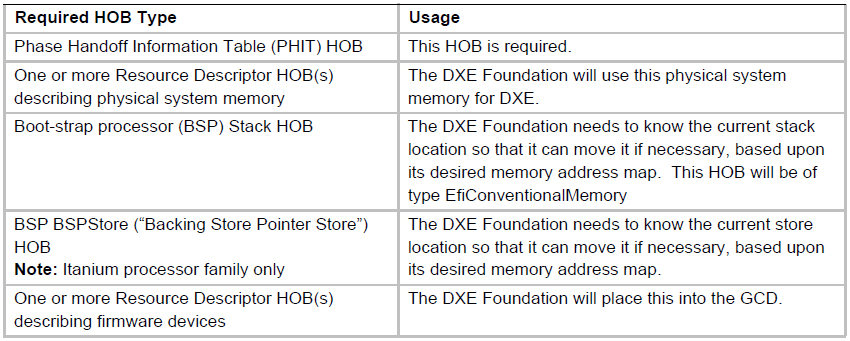 Required HOB Type
Usage
Phase Handoff Information Table (PHIT) HOB
This HOB is required.
One or more Resource Descriptor HOB(s)
describing physical system memory
The DXE Foundation will use this physical system
memory for DXE.
Boot-strap processor (BSP) Stack HOB
The DXE Foundation needs to know the current stack
location so that it can move it if necessary, based upon
its desired memory address map.  This HOB will be of
type EfiConventionalMemory
BSP BSPStore (“Backing Store Pointer Store”)
HOB
Note: Itanium processor family only
The DXE Foundation needs to know the current store
location so that it can move it if necessary, based upon
its desired memory address map.
One or more Resource Descriptor HOB(s)
describing firmware devices
The DXE Foundation will place this into the GCD.